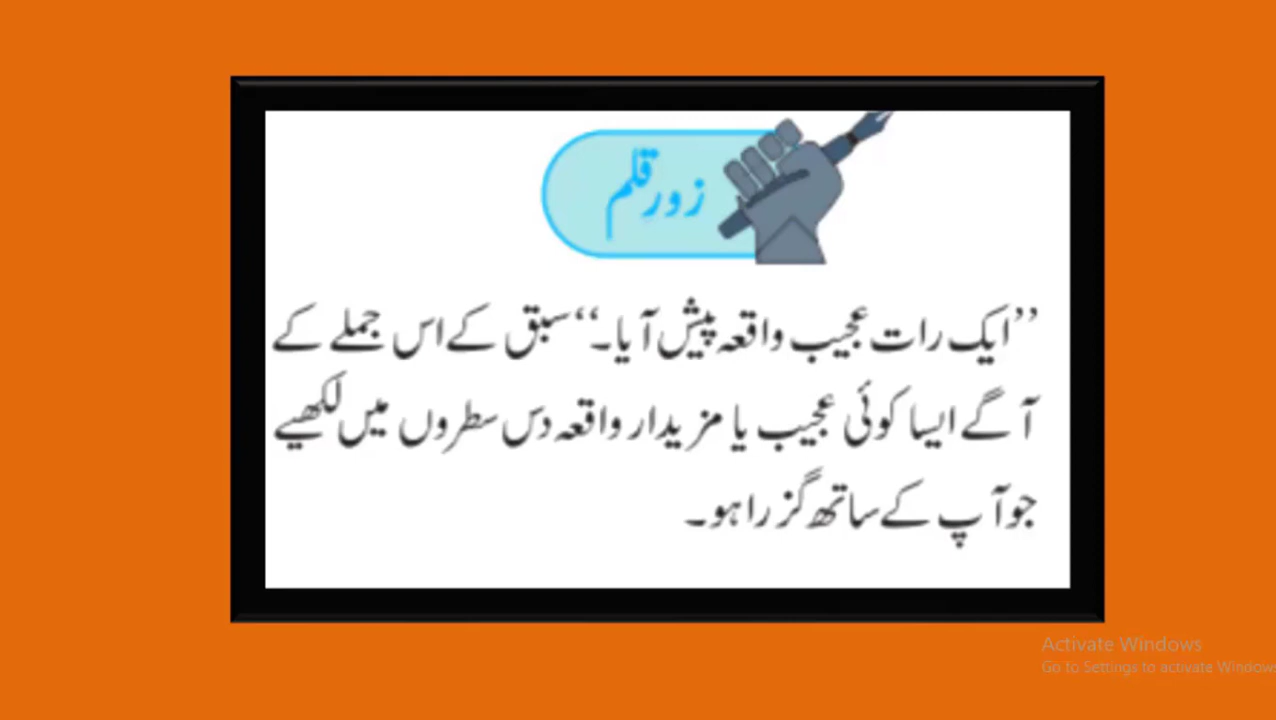 زور قلم
’’ایک رات عجیب واقعہ پیش آیا۔‘‘ سبق کے اس جملے کے
آگے ایسا کوئی عجیب یا مزیدار واقعہ دس سطروں میں لکھیے
جو آپ کے ساتھ گزرا ہو۔
Activate Windows
Go to Settings to activate Windows